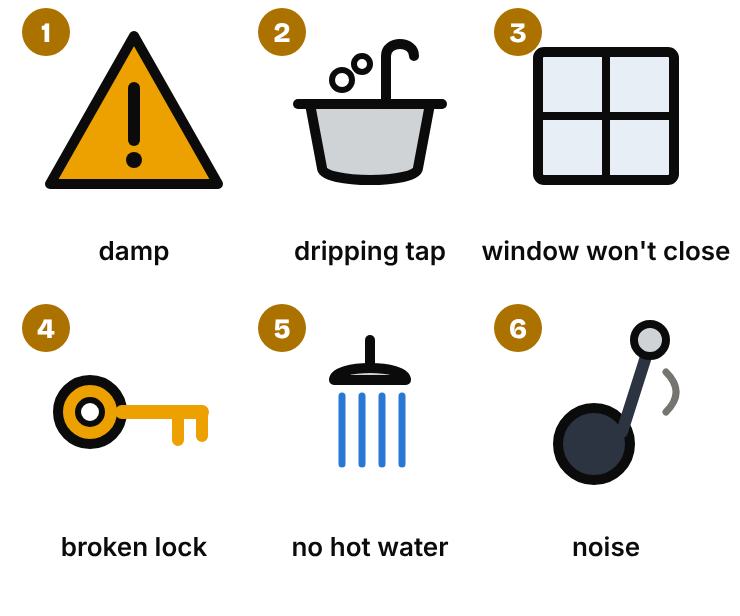 1
damp
2
dripping tap
3
window won't close
4
broken lock
5
no hot water
6
noise